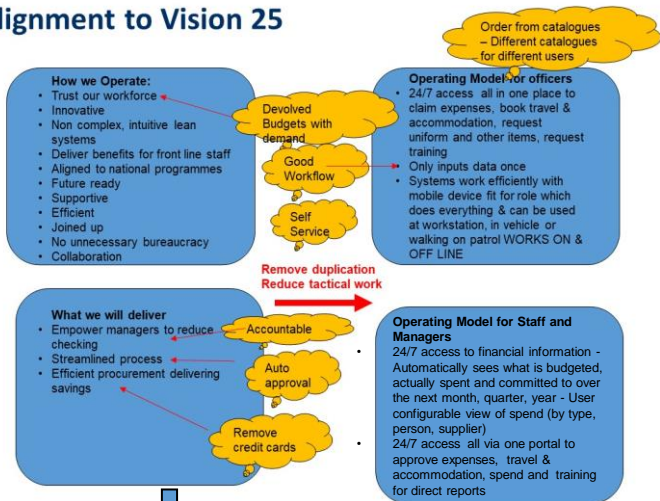 lignment to Vision 25
Order from catalogues
– Different catalogues
for different users
How we Operate:
• Trust our workforce
• Innovative
• Non complex, intuitive lean
systems
• Deliver benefits for front line staff
• Aligned to national programmes
• Future ready
• Supportive
• Efficient
• Joined up
• No unnecessary bureaucracy
• Collaboration
Devolved
Budgets with
demand
Good
Workflow
Self
Service
Operating Model for officers
• 24/7 access all in one place to
claim expenses, book travel &
accommodation, request
uniform and other items, request
training
• Only inputs data once
• Systems work efficiently with
mobile device fit for role which
does everything & can be used
at workstation, in vehicle or
walking on patrol WORKS ON &
OFF LINE
Remove duplication
Reduce tactical work
What we will deliver
• Empower managers to reduce
checking
• Streamlined process
• Efficient procurement delivering
savings
Accountable
Auto
approval
Remove
credit cards
Operating Model for Staff and
Managers
• 24/7 access to financial information -
Automatically sees what is budgeted,
actually spent and committed to over
the next month, quarter, year - User
configurable view of spend (by type,
person, supplier)
• 24/7 access all via one portal to
approve expenses, travel &
accommodation, spend and training
for direct reports